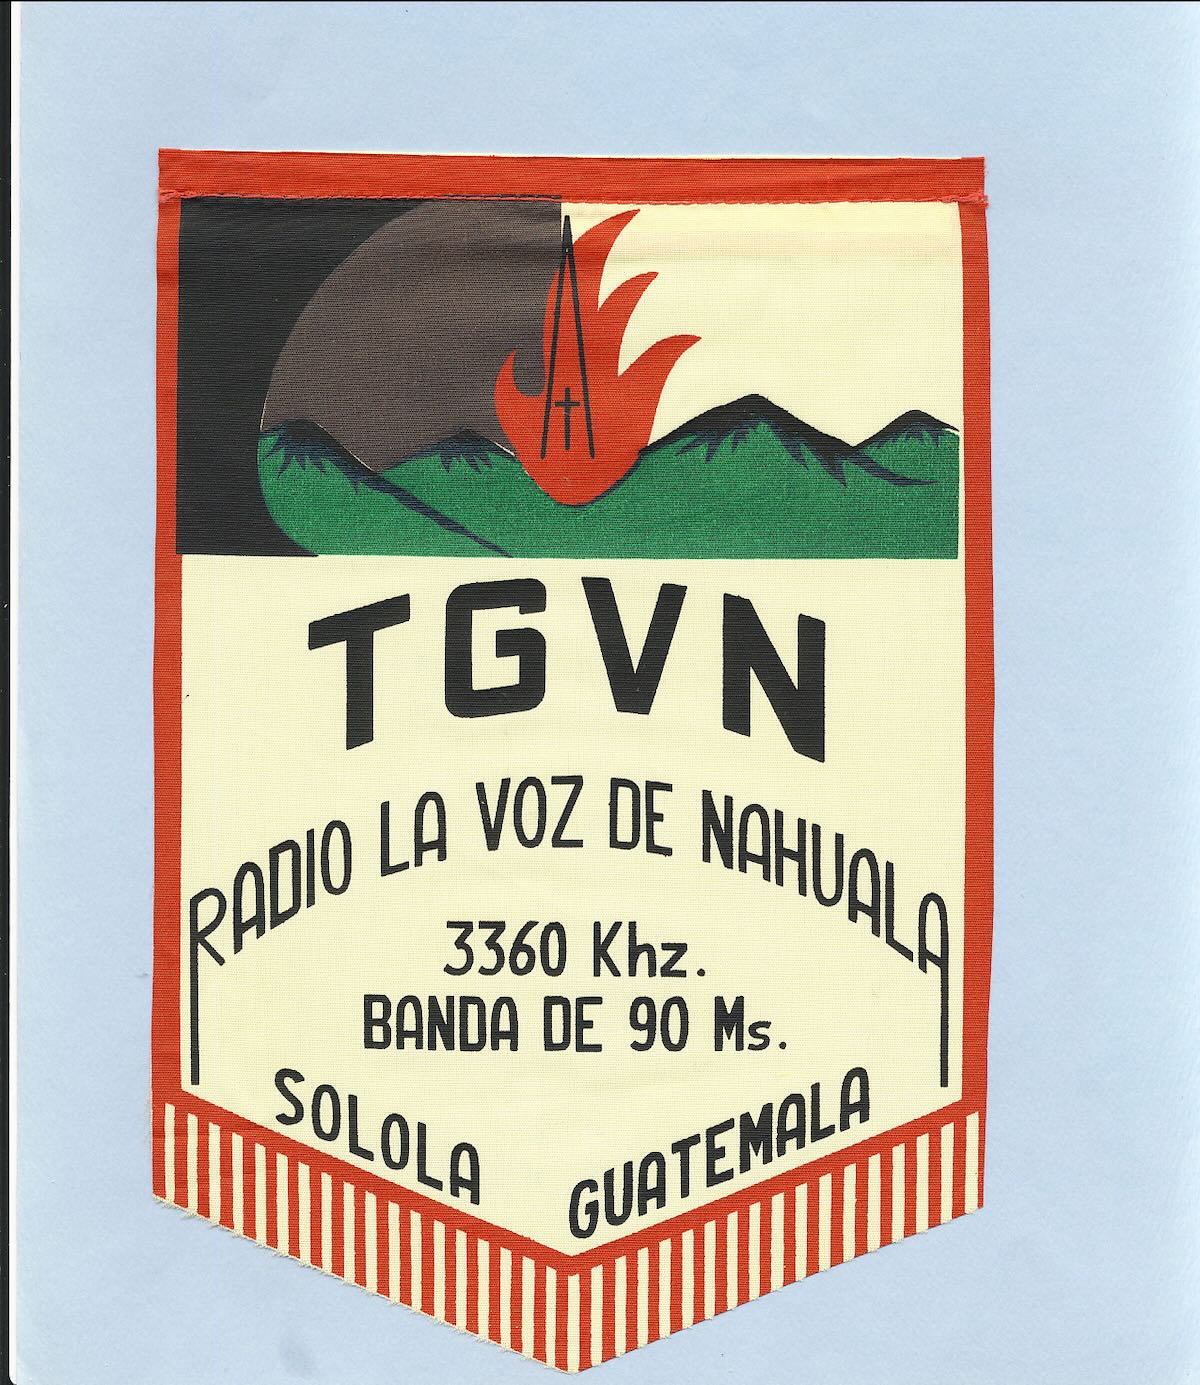 TGVN
RADIO LA VOZ DE NAHUALA
3360 Khz.
BANDA DE 90 Ms.
SOLOLA GUATEMALA